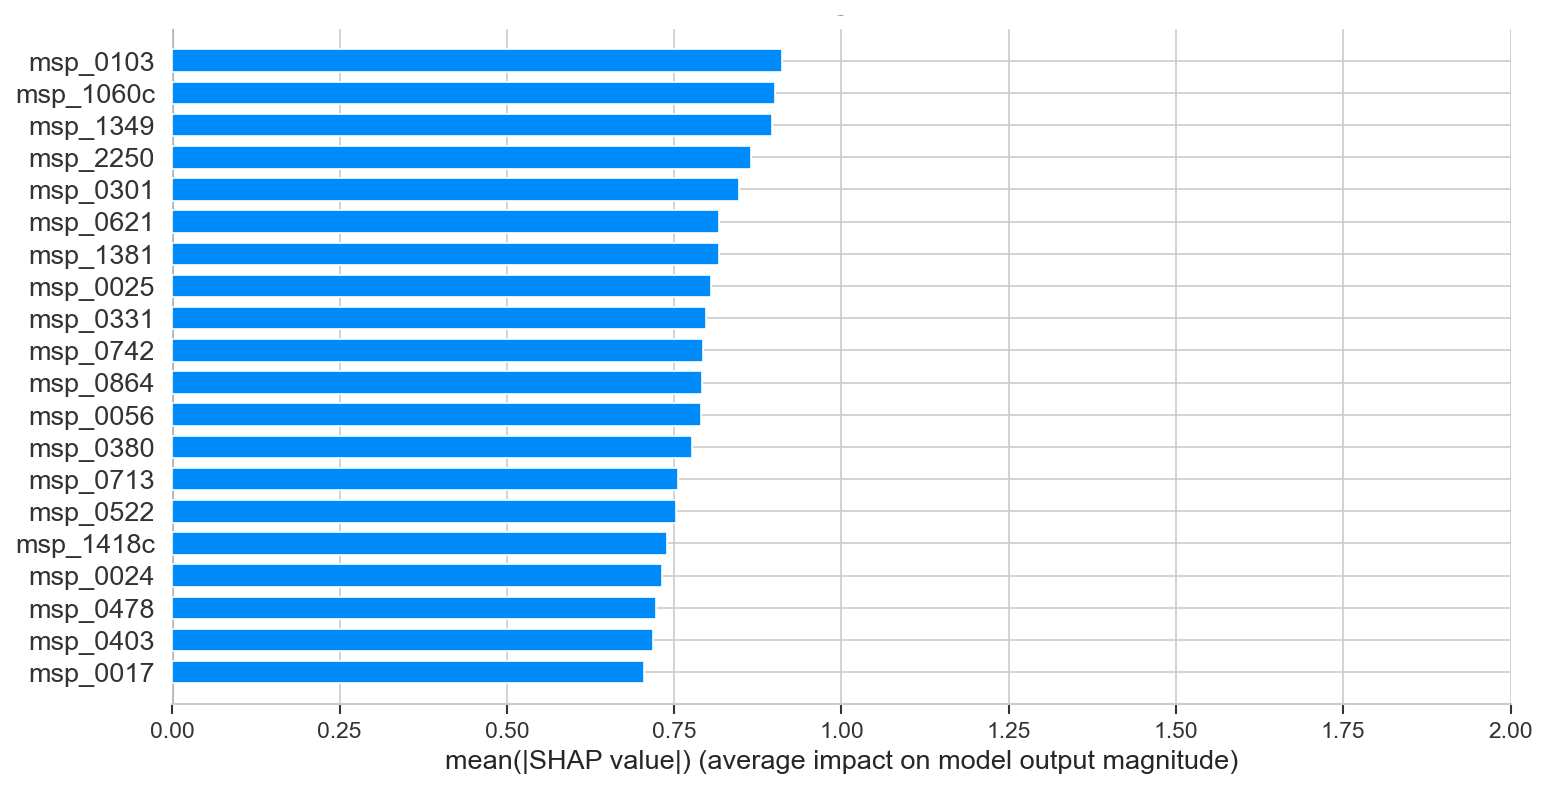 msp_0103
msp_1060c
msp_1349
msp_2250
msp_0301
msp_0621
msp_1381
msp_0025
msp_0331
msp_0742
msp_0864
msp_0056
msp_0380
msp_0713
msp_0522
msp_1418c
msp_0024
msp_0478
msp_0403
msp_0017
0.00 0.25 0.50 0.75 1.00 1.25 1.50 1.75 2.00
mean(|SHAP value|) (average impact on model output magnitude)